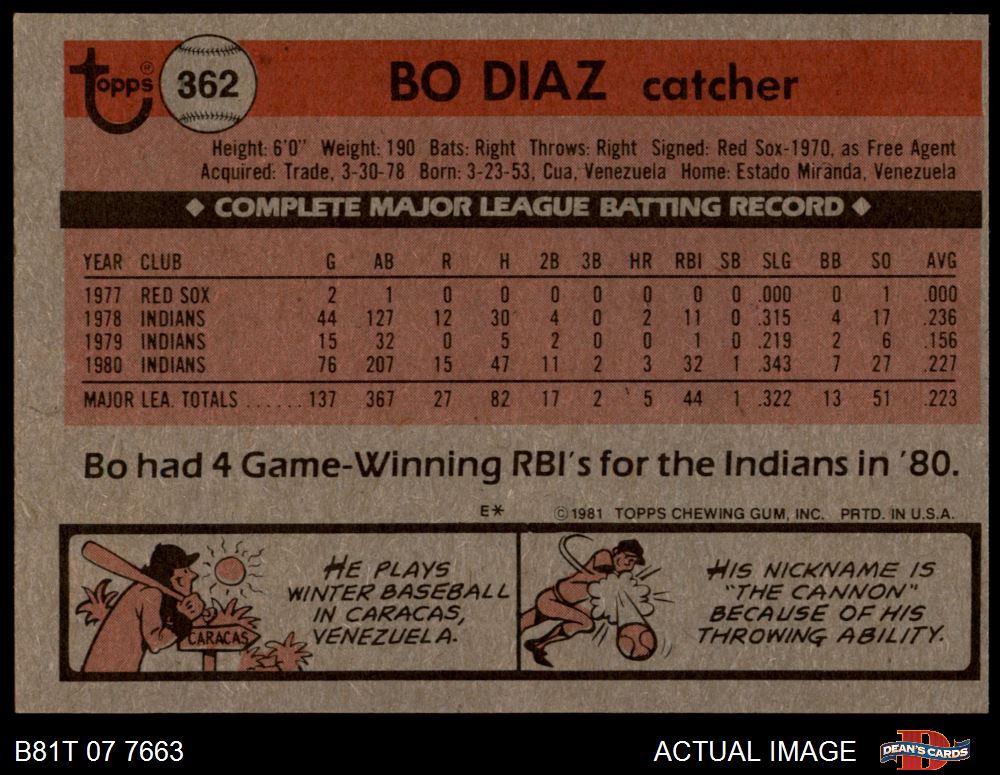 Topps® 362 BO DIAZ catcher
Height: 6'0" Weight: 190 Bats: Right Throws: Right Signed: Red Sox-1970, as Free Agent
Acquired: Trade, 3-30-78 Born: 3-23-53, Cua, Venezuela Home: Estado Miranda, Venezuela
◆ COMPLETE MAJOR LEAGUE BATTING RECORD ◆
YEAR CLUB G AB R H 2B 3B HR RBI SB SLG BB SO AVG
1977 RED SOX 2 1 0 0 0 0 0 0 0 .000 0 1 .000
1978 INDIANS 44 127 12 30 4 0 2 11 0 .315 4 17 .236
1979 INDIANS 15 32 0 5 2 0 0 1 0 .219 2 6 .156
1980 INDIANS 76 207 15 47 11 2 3 32 1 .343 7 27 .227
MAJOR LEA. TOTALS ...... 137 367 27 82 17 2 5 44 1 .322 13 51 .223
Bo had 4 Game-Winning RBI's for the Indians in '80.
E* ©1981 TOPPS CHEWING GUM, INC. PRTD. IN U.S.A.
HE PLAYS
WINTER BASEBALL
IN CARACAS,
VENEZUELA.
CARACAS
HIS NICKNAME IS
"THE CANNON"
BECAUSE OF HIS
THROWING ABILITY.
B81T 07 7663 ACTUAL IMAGE DEAN'S CARDS